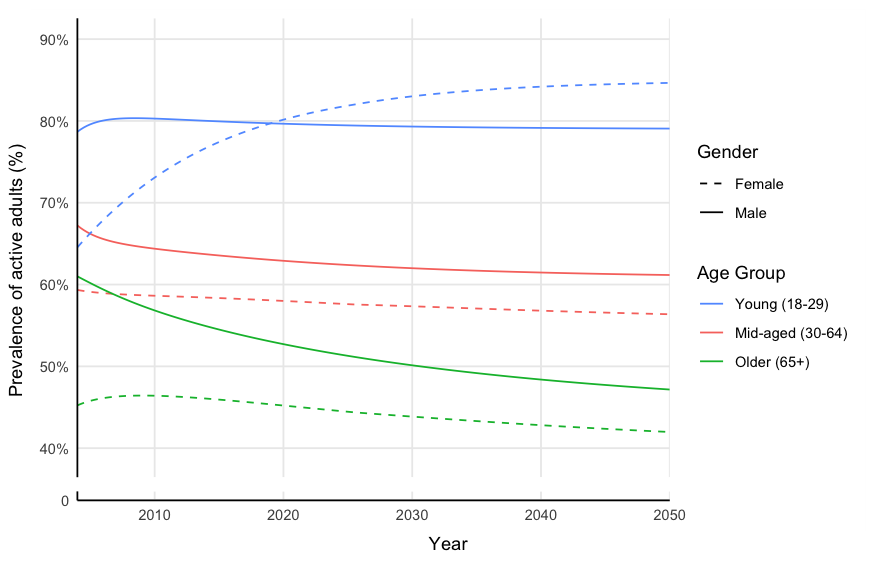 Prevalence of active adults (%)
90%
80%
70%
60%
50%
40%
0
2010 2020 2030 2040 2050
Year
Gender
Female
Male
Age Group
Young (18-29)
Mid-aged (30-64)
Older (65+)